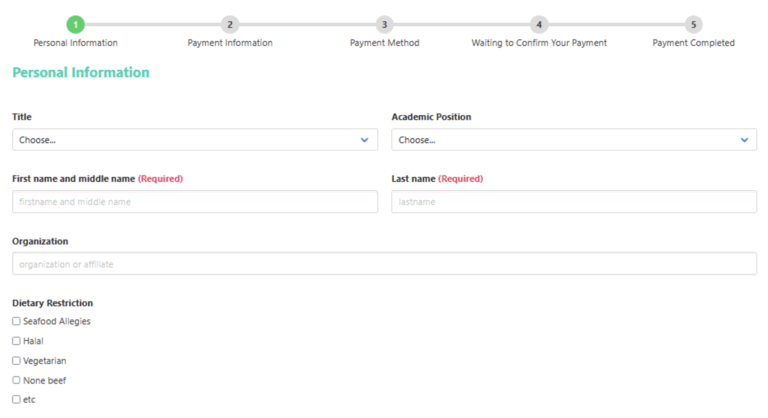 1 2 3 4 5
Personal Information Payment Information Payment Method Waiting to Confirm Your Payment Payment Completed
Personal Information
Title Academic Position
Choose... Choose...
First name and middle name (Required) Last name (Required)
firstname and middle name lastname
Organization
organization or affiliate
Dietary Restriction
Seafood Allegies
Halal
Vegetarian
None beef
etc